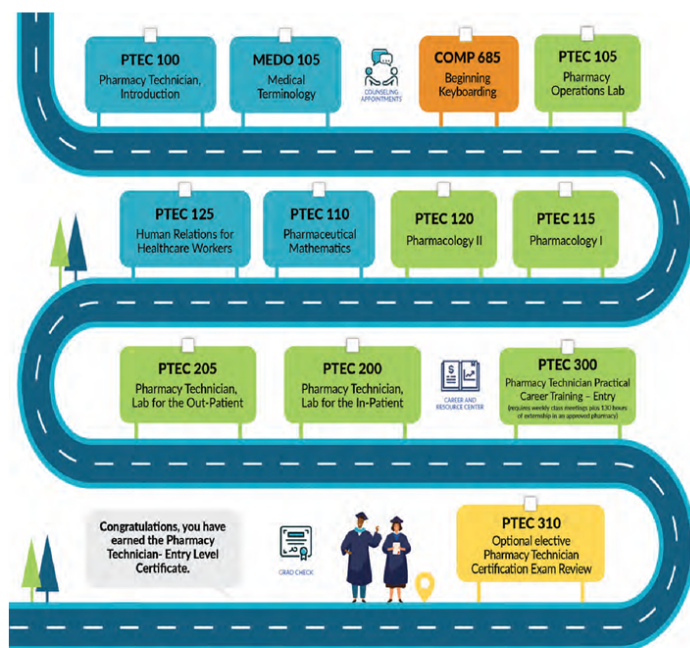 PTEC 100
Pharmacy Technician,
Introduction
MEDO 105
Medical
Terminology
COUNSELING
APPOINTMENTS
COMP 685
Beginning
Keyboarding
PTEC 105
Pharmacy
Operations Lab
PTEC 125
Human Relations for
Healthcare Workers
PTEC 110
Pharmaceutical
Mathematics
PTEC 120
Pharmacology II
PTEC 115
Pharmacology I
PTEC 205
Pharmacy Technician,
Lab for the Out-Patient
PTEC 200
Pharmacy Technician,
Lab for the In-Patient
CAREER AND
RESOURCE CENTER
PTEC 300
Pharmacy Technician Practical
Career Training – Entry
(requires weekly class meetings plus 130 hours
of externship in an approved pharmacy)
Congratulations, you have
earned the Pharmacy
Technician- Entry Level
Certificate.
GRAD CHECK
PTEC 310
Optional elective
Pharmacy Technician
Certification Exam Review